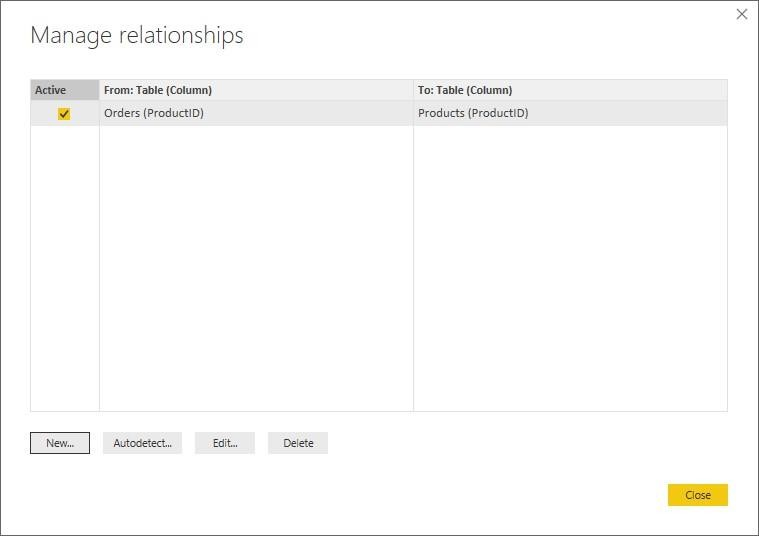 Manage relationships
Active From: Table (Column) To: Table (Column)
Orders (ProductID) Products (ProductID)
New... Autodetect... Edit... Delete
Close